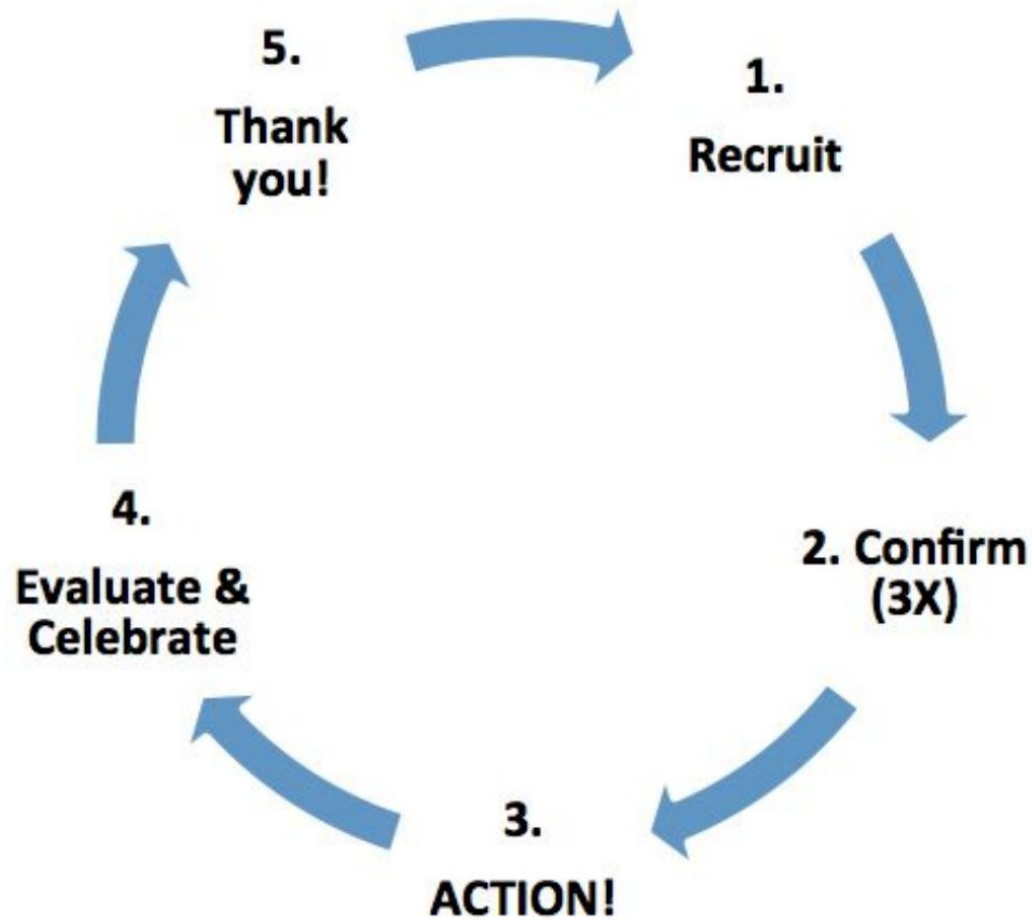 1.
Recruit
2. Confirm
(3X)
3.
ACTION!
4.
Evaluate &
Celebrate
5.
Thank
you!